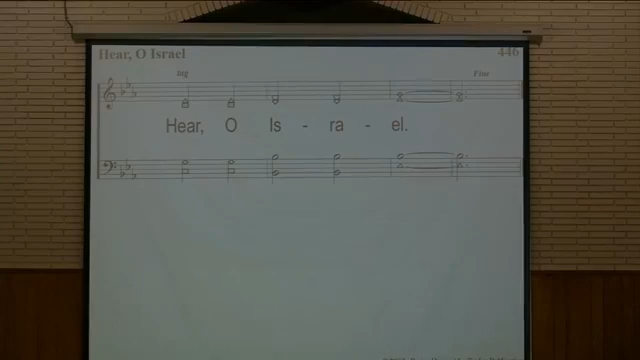 Hear, O Israel
446
Fine
Hear, O Is - ra - el.